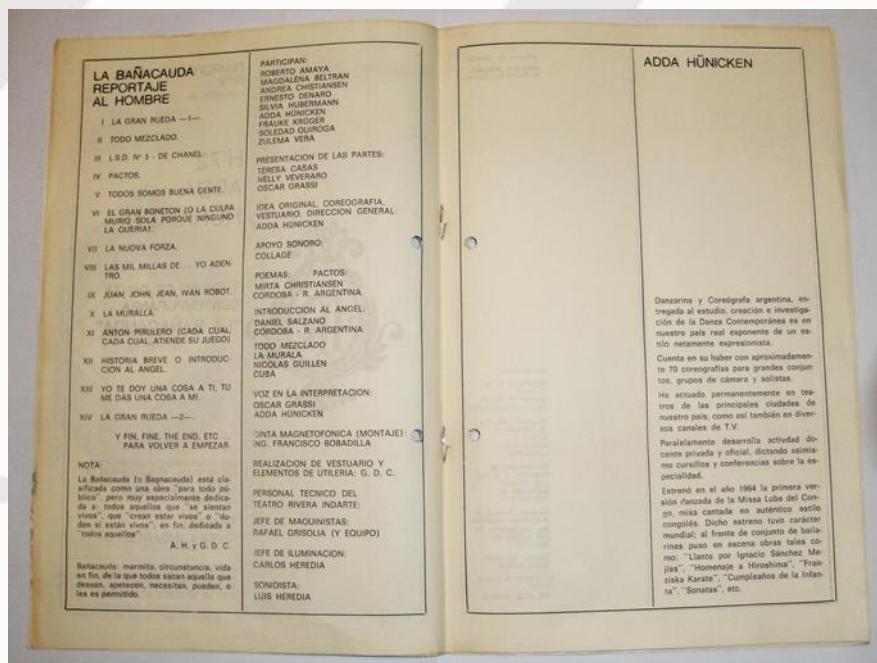 LA BAÑACAUDA
REPORTAJE
AL HOMBRE
I LA GRAN RUEDA —1—.
II TODO MEZCLADO.
III L.S.D. Nº 5 - DE CHANEL
IV PACTOS.
V TODOS SOMOS BUENA GENTE.
VI EL GRAN BONETON (O LA CULPA
MURIO SOLA PORQUE NINGUNO
LA QUERIA).
VII LA NUOVA FORZA.
VIII LAS MIL MILLAS DE... YO ADEN-
TRO.
IX JUAN, JOHN, JEAN, IVAN ROBOT.
X LA MURALLA.
XI ANTON PIRULERO (CADA CUAL,
CADA CUAL, ATIENDE SU JUEGO)
XII HISTORIA BREVE O INTRODUC-
CION AL ANGEL.
XIII YO TE DOY UNA COSA A TI, TU
ME DAS UNA COSA A MI.
XIV LA GRAN RUEDA —2—.
Y FIN, FINE, THE END, ETC...
PARA VOLVER A EMPEZAR.
NOTA
La Bañacauda (o Bagnacauda) está cla-
sificada como una obra "para todo pú-
blico", pero muy especialmente dedica-
da a: todos aquellos que "se sientan
vivos", que "crean estar vivos" o "du-
den si están vivos"; en fin, dedicada a
"todos aquellos"
A. H. y G. D. C.
Bañacauda: marmita, circunstancia, vida
en fin, de la que todos sacan aquello que
desean, apetecen, necesitan, pueden, o
les es permitido.
PARTICIPAN:
ROBERTO AMAYA
MAGDALENA BELTRAN
ANDREA CHISTIANSEN
ERNESTO DENARO
SILVIA HUBERMANN
ADDA HÜNICKEN
FRAUKE KRÜGER
SOLEDAD QUIROGA
ZULEMA VERA
PRESENTACION DE LAS PARTES:
TERESA CASAS
NELLY VEVERARO
OSCAR GRASSI
IDEA ORIGINAL, COREOGRAFIA,
VESTUARIO, DIRECCION GENERAL:
ADDA HÜNICKEN
APOYO SONORO:
COLLAGE
POEMAS: PACTOS:
MIRTA CHRISTIANSEN
CORDOBA - R. ARGENTINA
INTRODUCCION AL ANGEL:
DANIEL SALZANO
CORDOBA - R. ARGENTINA
TODO MEZCLADO
LA MURALA
NICOLAS GUILLEN
CUBA
VOZ EN LA INTERPRETACION:
OSCAR GRASSI
ADDA HÜNICKEN
CINTA MAGNETOFONICA (MONTAJE):
ING. FRANCISCO BOBADILLA
REALIZACION DE VESTUARIO Y
ELEMENTOS DE UTILERIA: G. D. C.
PERSONAL TECNICO DEL
TEATRO RIVERA INDARTE:
JEFE DE MAQUINISTAS:
RAFAEL GRISOLIA (Y EQUIPO)
JEFE DE ILUMINACION:
CARLOS HEREDIA
SONIDISTA:
LUIS HEREDIA
ADDA HÜNICKEN
Danzarina y Coreógrafa argentina, en-
tregada al estudio, creación e investiga-
ción de la Danza Contemporánea es en
nuestro país real exponente de un es-
tilo netamente expresionista.
Cuenta en su haber con aproximadamen-
te 70 coreografías para grandes conjun-
tos, grupos de cámara y solistas.
Ha actuado permanentemente en tea-
tros de las principales ciudades de
nuestro país, como así también en diver-
sos canales de T.V.
Paralelamente desarrolla activdad do-
cente privada y oficial, dictando asimis-
mo cursillos y conferencias sobre la es-
pecialidad.
Estrenó en el año 1964 la primera ver-
sión danzada de la Missa Luba del Con-
go, misa cantada en auténtico estilo
congolés. Dicho estreno tuvo carácter
mundial; al frente de conjunto de baila-
rines puso en escena obras tales co-
mo: "Llanto por Ignacio Sánchez Me-
jías", "Homenaje a Hiroshima", "Fran-
ziska Karate", "Cumpleaños de la Infan-
ta", "Sonatas", etc.